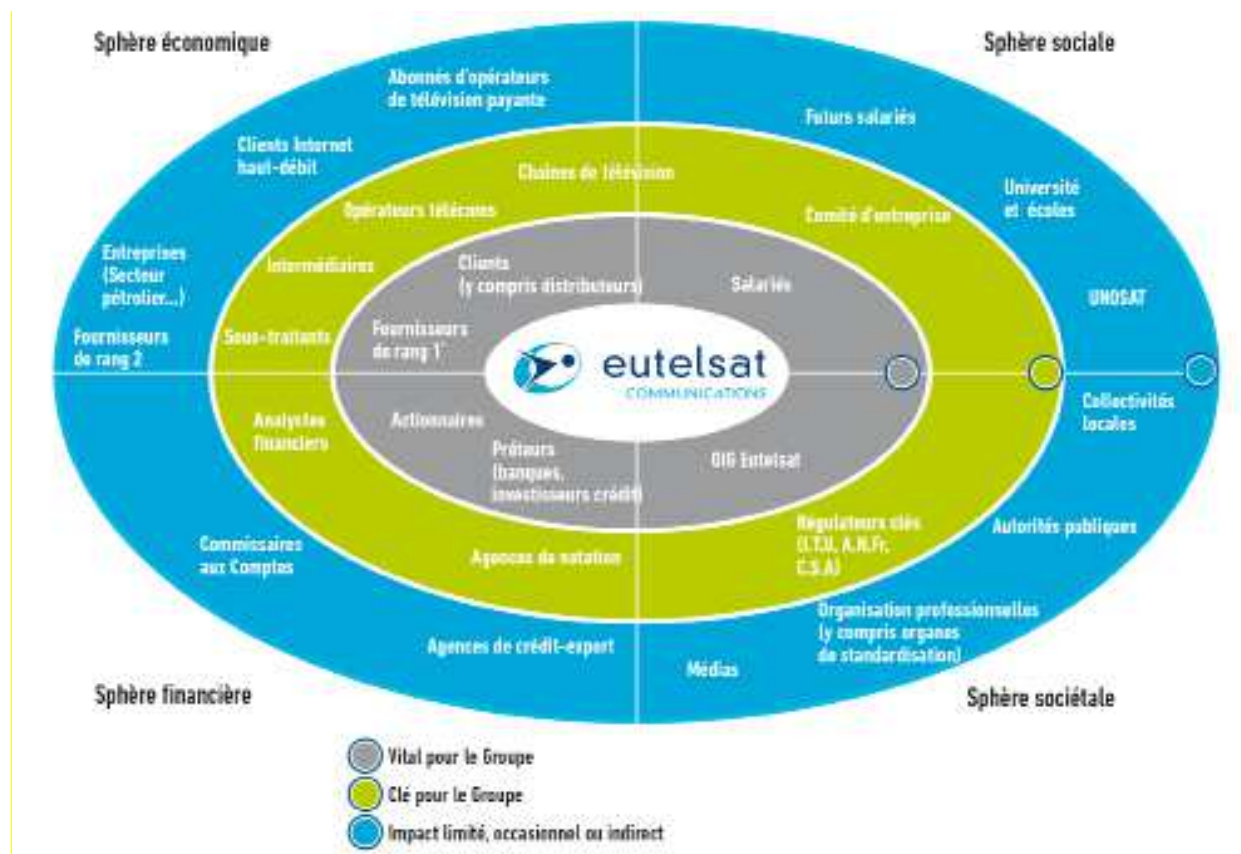 Sphère économique
Sphère sociale
Abonnés d'opérateurs
de télévision payante
Futurs salariés
Clients Internet
haut-débit
Chaînes de télévision
Université
et écoles
Opérateurs télécoms
Comité d'entreprise
Entreprises
(Secteur
pétrolier...)
Intermédiaires
Clients
(y compris distributeurs)
Salariés
UNOSAT
Fournisseurs
de rang 2
Sous-traitants
Fournisseurs
de rang 1
eutelsat
COMMUNICATIONS
Analystes
financiers
Actionnaires
Collectivités
locales
Prêteurs
(banques,
investisseurs crédit)
OIG Eutelsat
Commissaires
aux Comptes
Agences de notation
Régulateurs clés
(I.T.U, A.N.Fr,
C.S.A)
Autorités publiques
Agences de crédit-export
Médias
Organisation professionnelles
(y compris organes
de standardisation)
Sphère financière
Sphère sociétale
Vital pour le Groupe
Clé pour le Groupe
Impact limité, occasionnel ou indirect